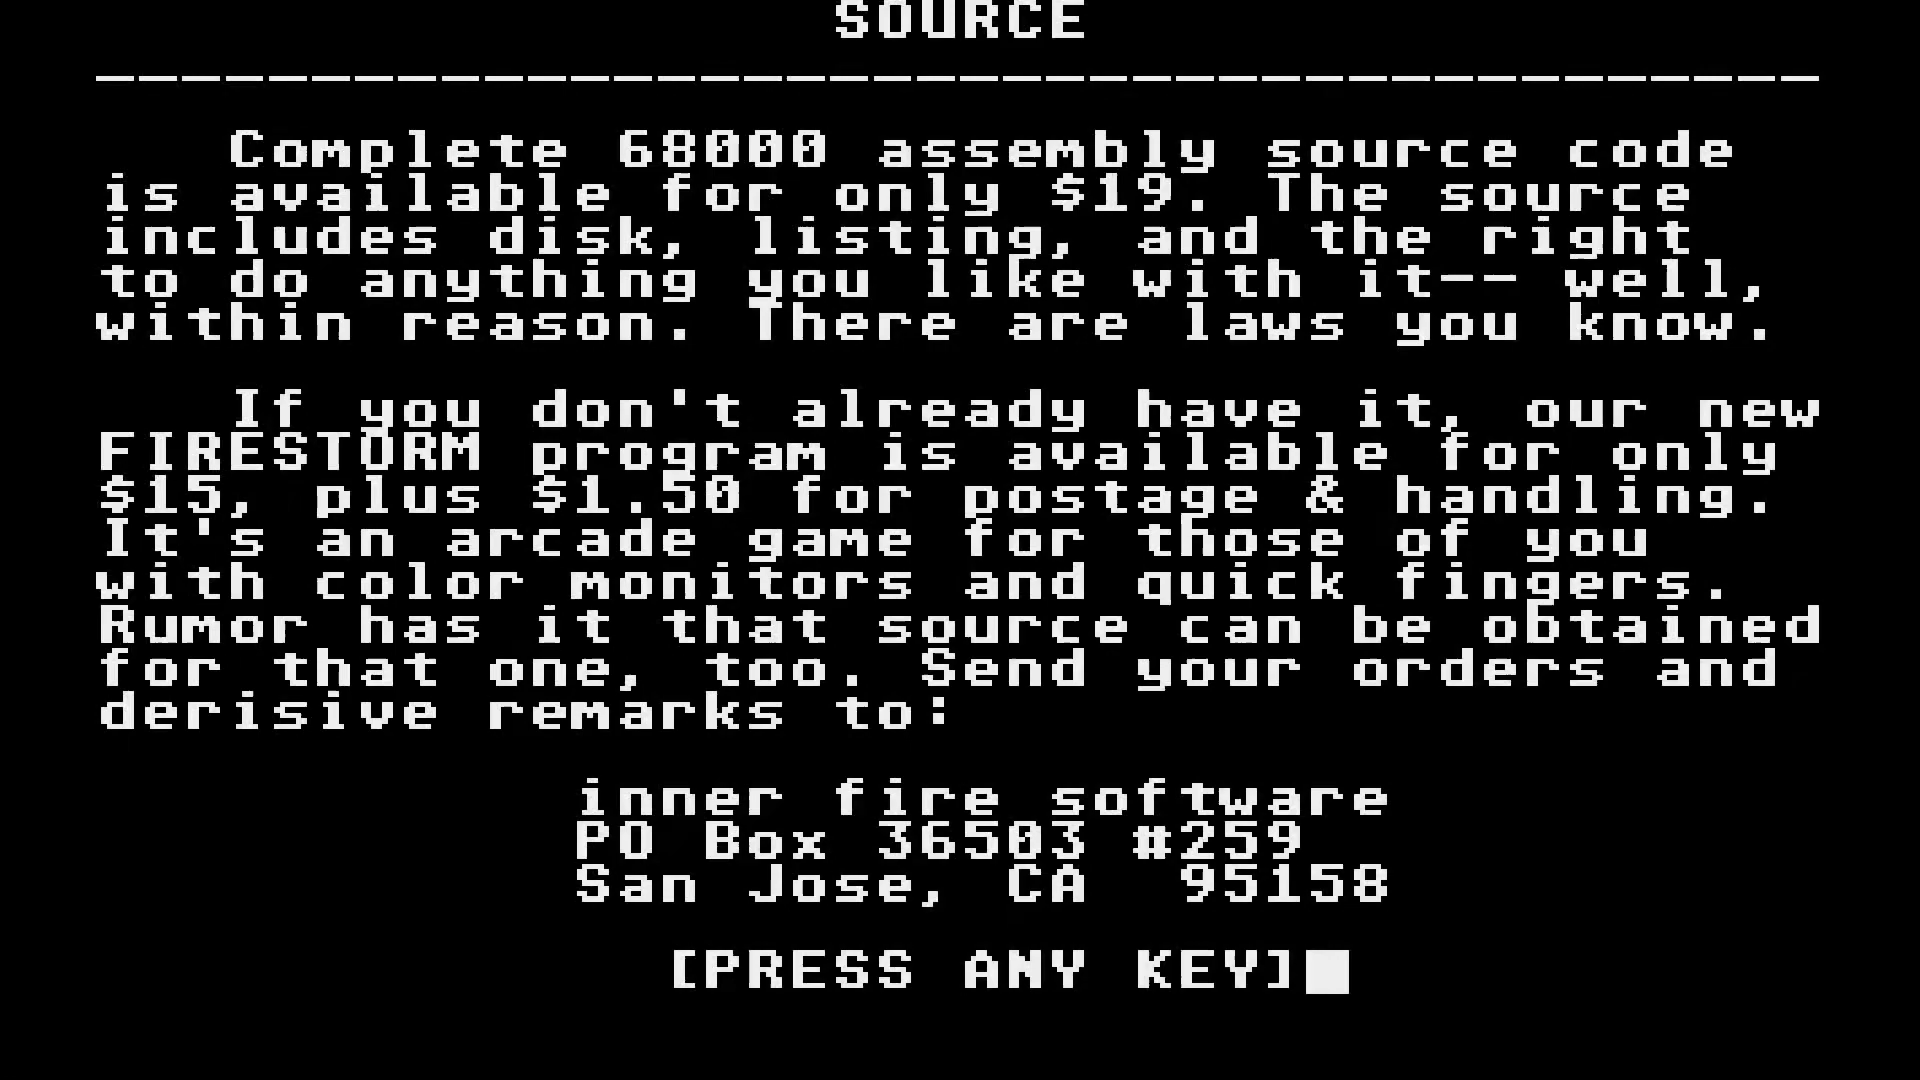 SOURCE
----------------------------------------
Complete 68000 assembly source code
is available for only $19. The source
includes disk, listing, and the right
to do anything you like with it-- well,
within reason. There are laws you know.
If you don't already have it, our new
FIRESTORM program is available for only
$15, plus $1.50 for postage & handling.
It's an arcade game for those of you
with color monitors and quick fingers.
Rumor has it that source can be obtained
for that one, too. Send your orders and
derisive remarks to:
inner fire software
PO Box 36503 #259
San Jose, CA  95158
[PRESS ANY KEY]